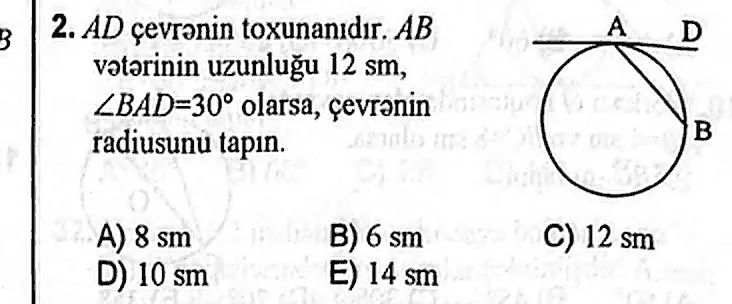 B
2. AD çevrənin toxunanıdır. AB
vətərinin uzunluğu 12 sm,
∠BAD=30° olarsa, çevrənin
radiusunu tapın.
A D
B
A) 8 sm B) 6 sm C) 12 sm
D) 10 sm E) 14 sm